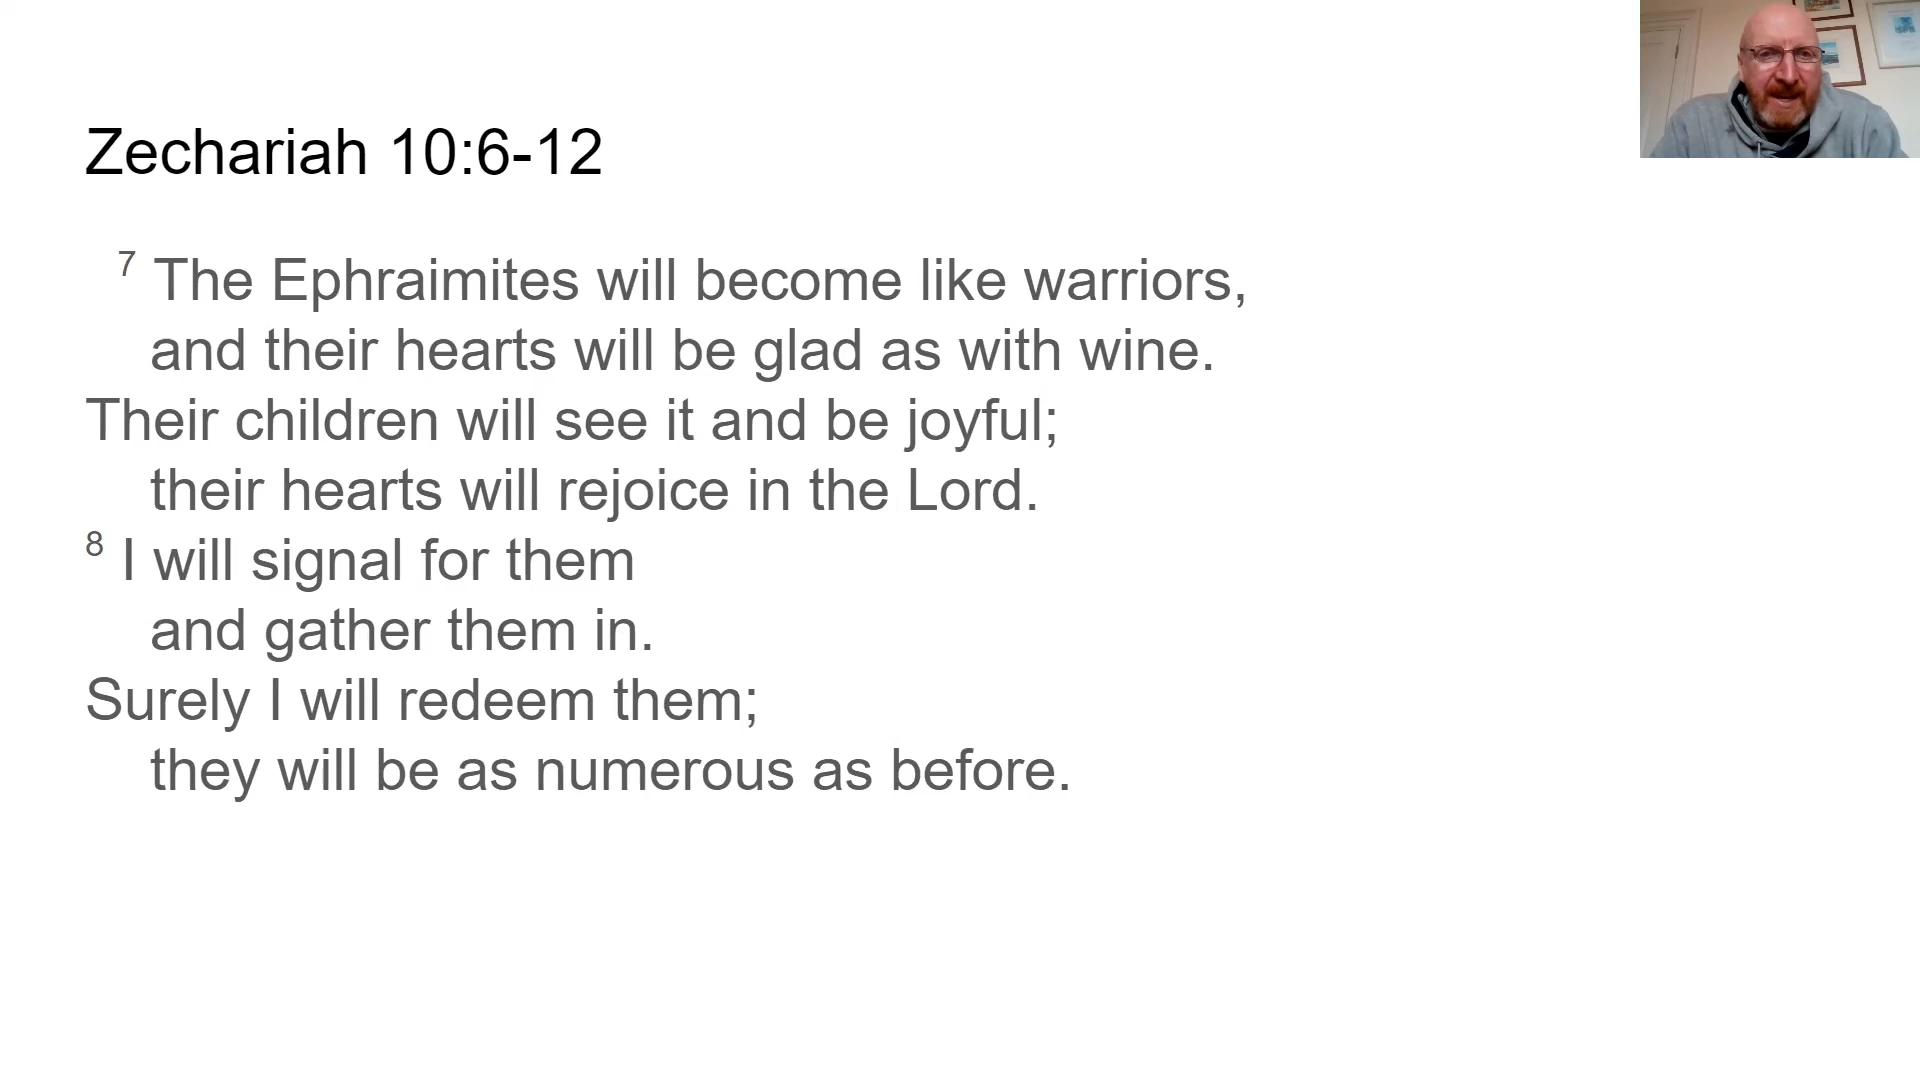 Zechariah 10:6-12
7 The Ephraimites will become like warriors,
and their hearts will be glad as with wine.
Their children will see it and be joyful;
their hearts will rejoice in the Lord.
8 I will signal for them
and gather them in.
Surely I will redeem them;
they will be as numerous as before.